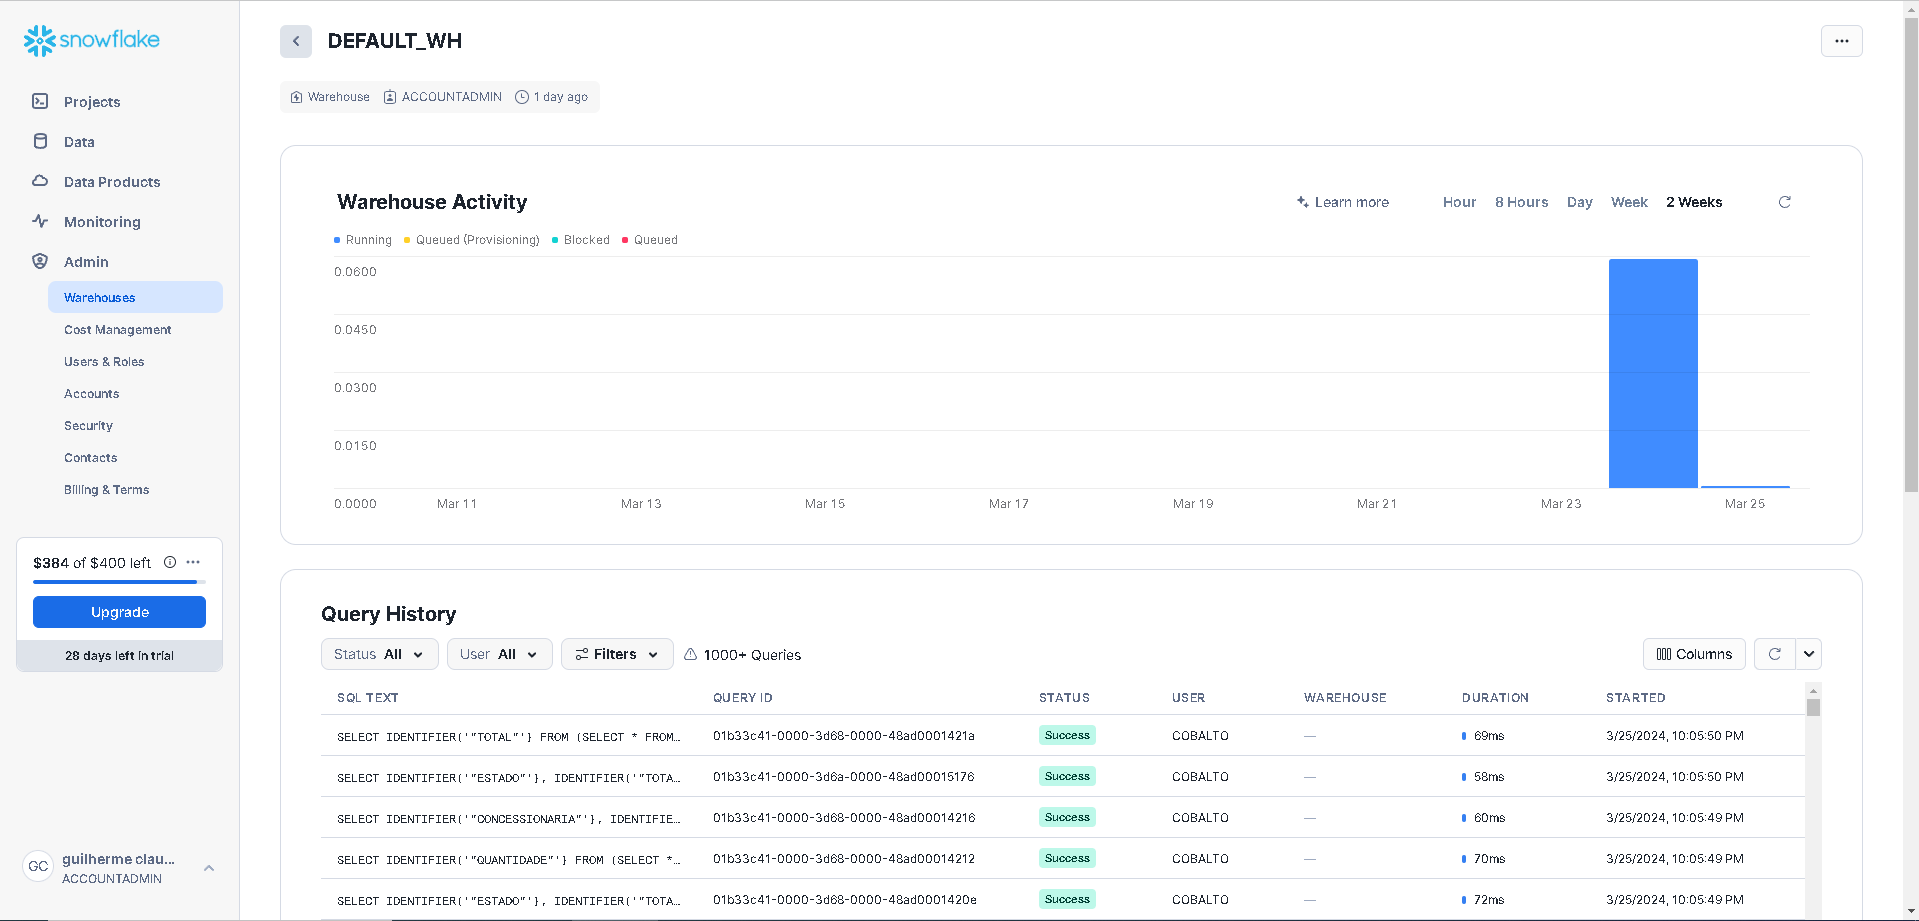 snowflake
Projects
Data
Data Products
Monitoring
Admin
Warehouses
Cost Management
Users & Roles
Accounts
Security
Contacts
Billing & Terms
$384 of $400 left
Upgrade
28 days left in trial
GC
guilherme clau...
ACCOUNTADMIN
DEFAULT_WH
Warehouse ACCOUNTADMIN 1 day ago
Warehouse Activity
Learn more Hour 8 Hours Day Week 2 Weeks
Running Queued (Provisioning) Blocked Queued
0.0600
0.0450
0.0300
0.0150
0.0000 Mar 11 Mar 13 Mar 15 Mar 17 Mar 19 Mar 21 Mar 23 Mar 25
Query History
Status All User All Filters 1000+ Queries Columns
SQL TEXT QUERY ID STATUS USER WAREHOUSE DURATION STARTED
SELECT IDENTIFIER('"TOTAL"') FROM (SELECT * FROM... 01b33c41-0000-3d68-0000-48ad0001421a Success COBALTO — 69ms 3/25/2024, 10:05:50 PM
SELECT IDENTIFIER('"ESTADO"'), IDENTIFIER('"TOTA... 01b33c41-0000-3d6a-0000-48ad00015176 Success COBALTO — 58ms 3/25/2024, 10:05:50 PM
SELECT IDENTIFIER('"CONCESSIONARIA"'), IDENTIFIE... 01b33c41-0000-3d68-0000-48ad00014216 Success COBALTO — 60ms 3/25/2024, 10:05:49 PM
SELECT IDENTIFIER('"QUANTIDADE"') FROM (SELECT *... 01b33c41-0000-3d68-0000-48ad00014212 Success COBALTO — 70ms 3/25/2024, 10:05:49 PM
SELECT IDENTIFIER('"ESTADO"'), IDENTIFIER('"TOTA... 01b33c41-0000-3d68-0000-48ad0001420e Success COBALTO — 72ms 3/25/2024, 10:05:49 PM